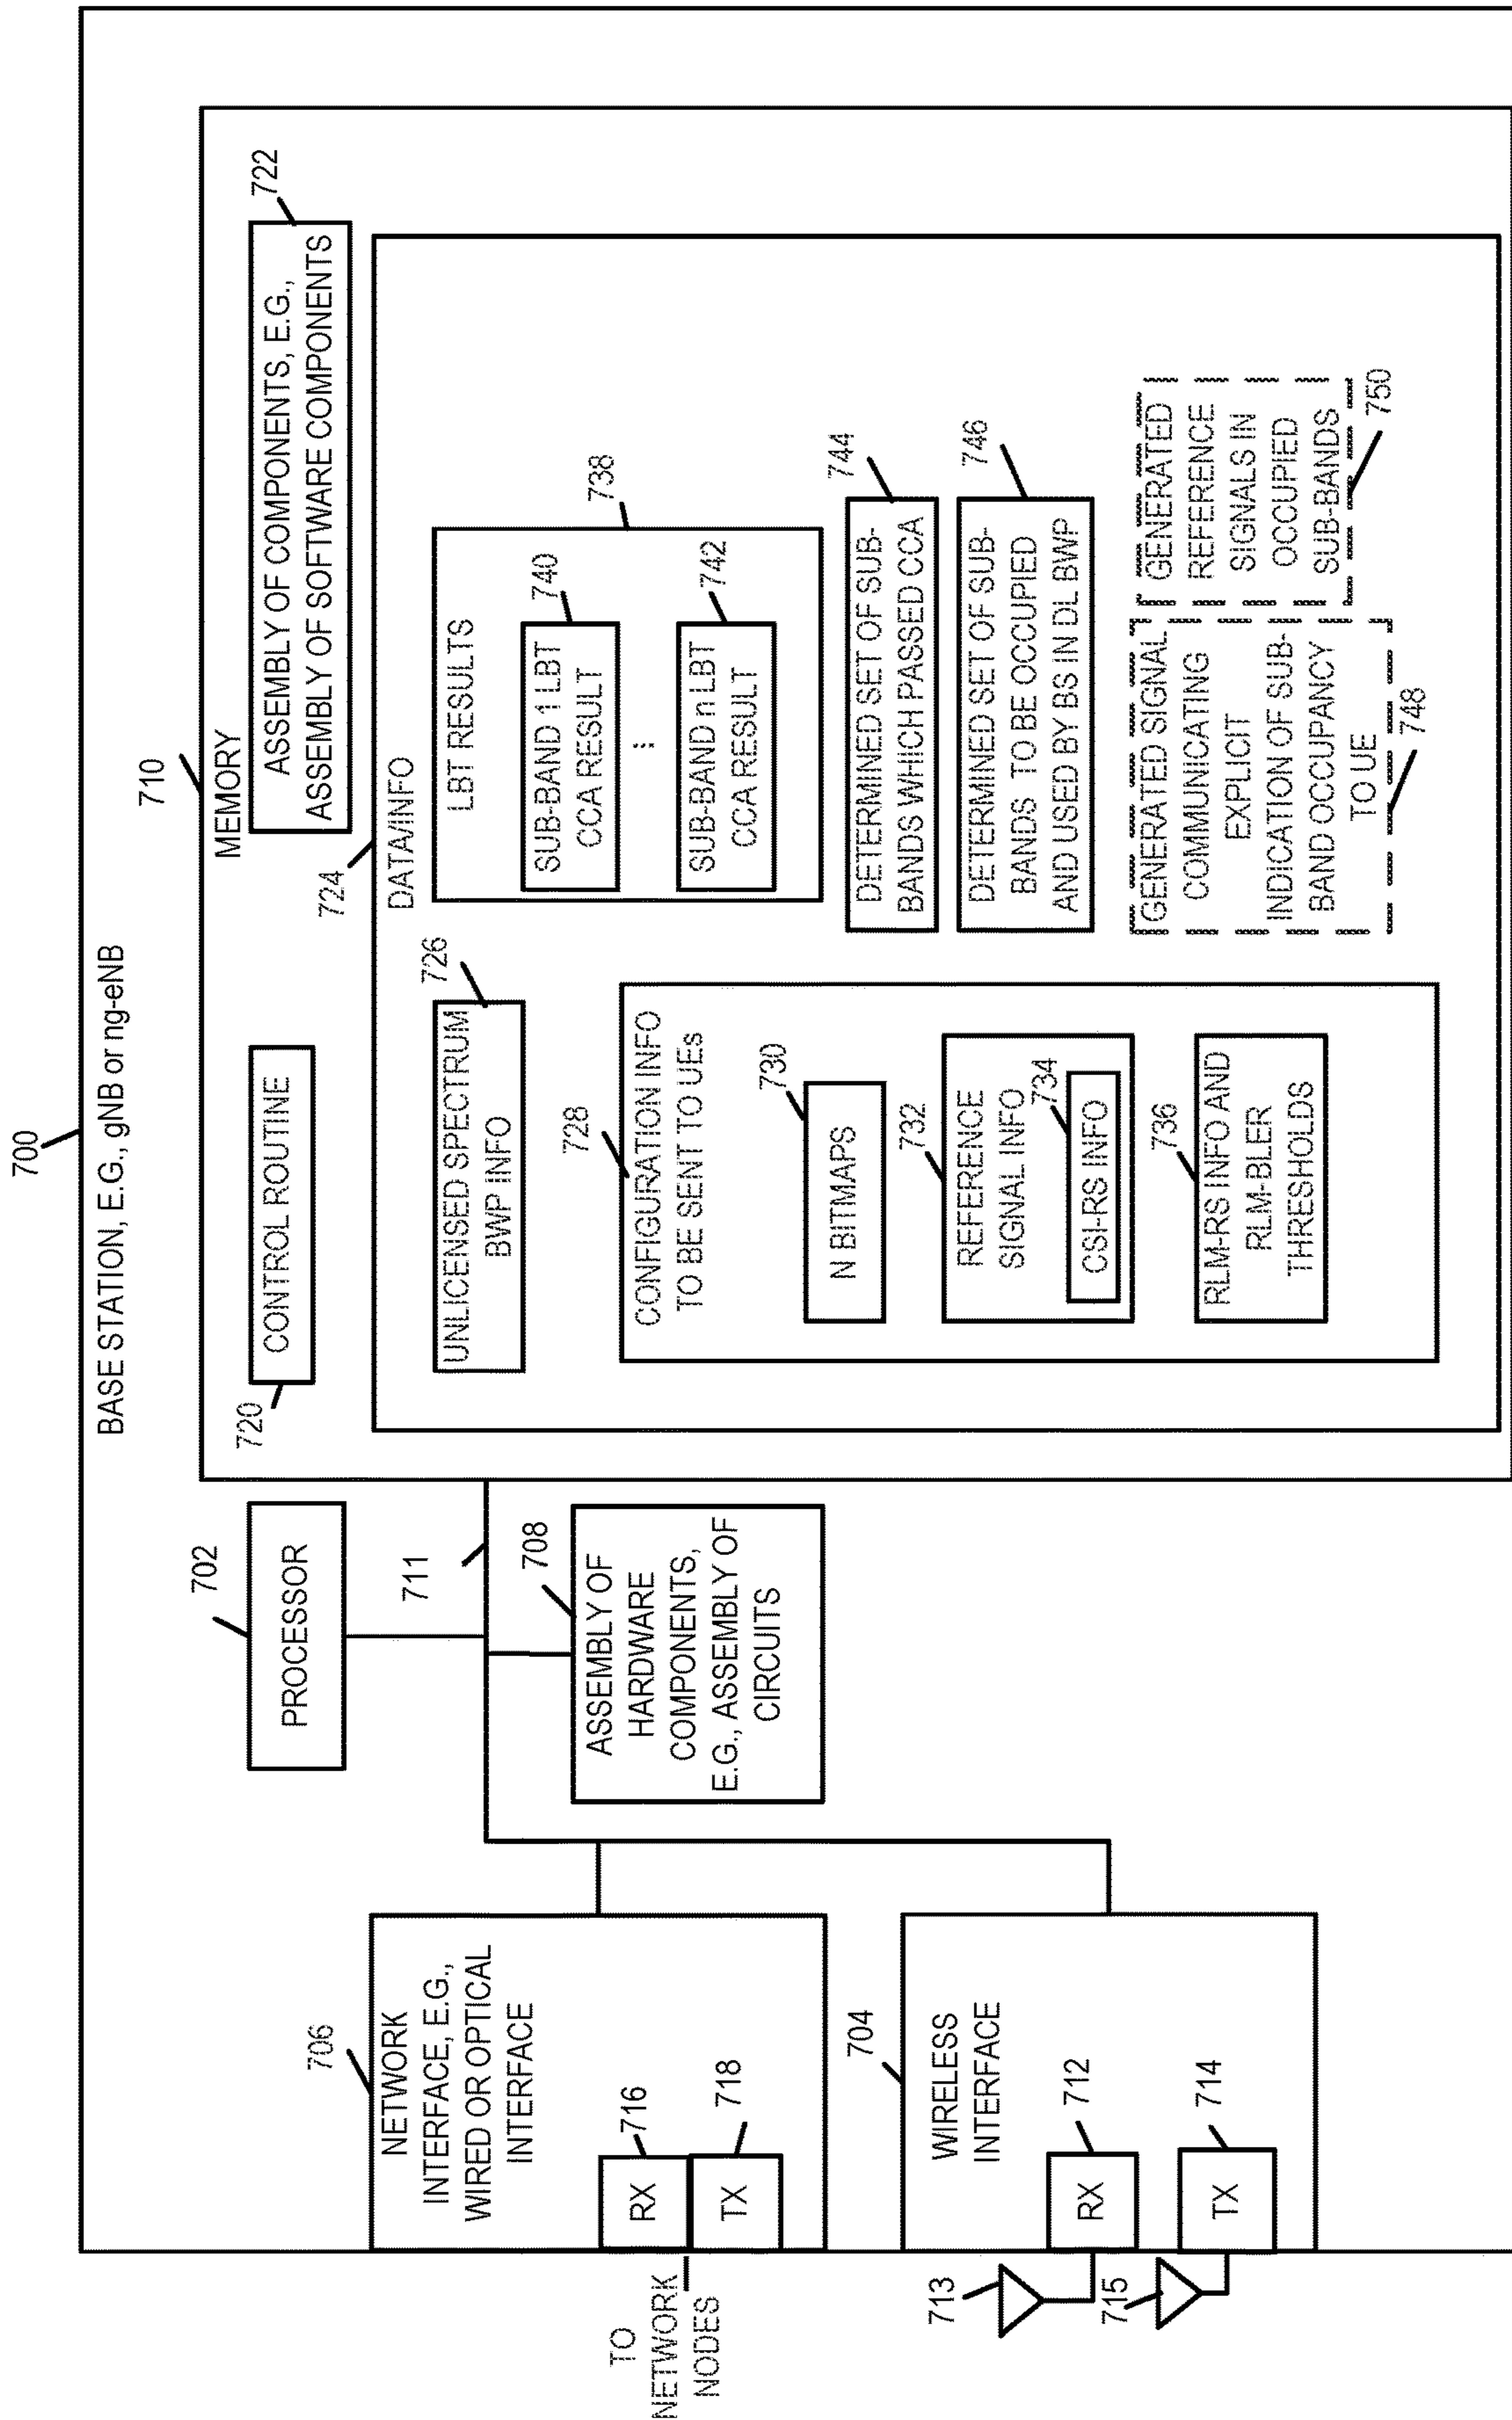 700
BASE STATION, E.G., gNB or ng-eNB
706
NETWORK
INTERFACE, E.G.,
WIRED OR OPTICAL
INTERFACE
716
RX
718
TX
TO
NETWORK
NODES
704
WIRELESS
INTERFACE
712
RX
714
TX
713
715
702
PROCESSOR
711
708
ASSEMBLY OF
HARDWARE
COMPONENTS,
E.G., ASSEMBLY OF
CIRCUITS
710
MEMORY
720
CONTROL ROUTINE
722
ASSEMBLY OF COMPONENTS, E.G.,
ASSEMBLY OF SOFTWARE COMPONENTS
724
DATA/INFO
726
UNLICENSED SPECTRUM
BWP INFO
728
CONFIGURATION INFO
TO BE SENT TO UEs
730
N BITMAPS
732
REFERENCE
SIGNAL INFO
734
CSI-RS INFO
736
RLM-RS INFO AND
RLM-BLER
THRESHOLDS
738
LBT RESULTS
740
SUB-BAND 1 LBT
CCA RESULT
...
742
SUB-BAND n LBT
CCA RESULT
744
DETERMINED SET OF SUB-
BANDS WHICH PASSED CCA
746
DETERMINED SET OF SUB-
BANDS TO BE OCCUPIED
AND USED BY BS IN DL BWP
GENERATED SIGNAL
COMMUNICATING
EXPLICIT
INDICATION OF SUB-
BAND OCCUPANCY
TO UE
748
GENERATED
REFERENCE
SIGNALS IN
OCCUPIED
SUB-BANDS
750